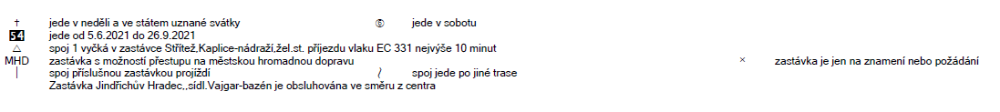 † jede v neděli a ve státem uznané svátky ⑥ jede v sobotu
54 jede od 5.6.2021 do 26.9.2021
△ spoj 1 vyčká v zastávce Střítež,Kaplice-nádraží,žel.st. příjezdu vlaku EC 331 nejvýše 10 minut
MHD zastávka s možností přestupu na městskou hromadnou dopravu × zastávka je jen na znamení nebo požádání
| spoj příslušnou zastávkou projíždí ≀ spoj jede po jiné trase
Zastávka Jindřichův Hradec,,sídl.Vajgar-bazén je obsluhována ve směru z centra